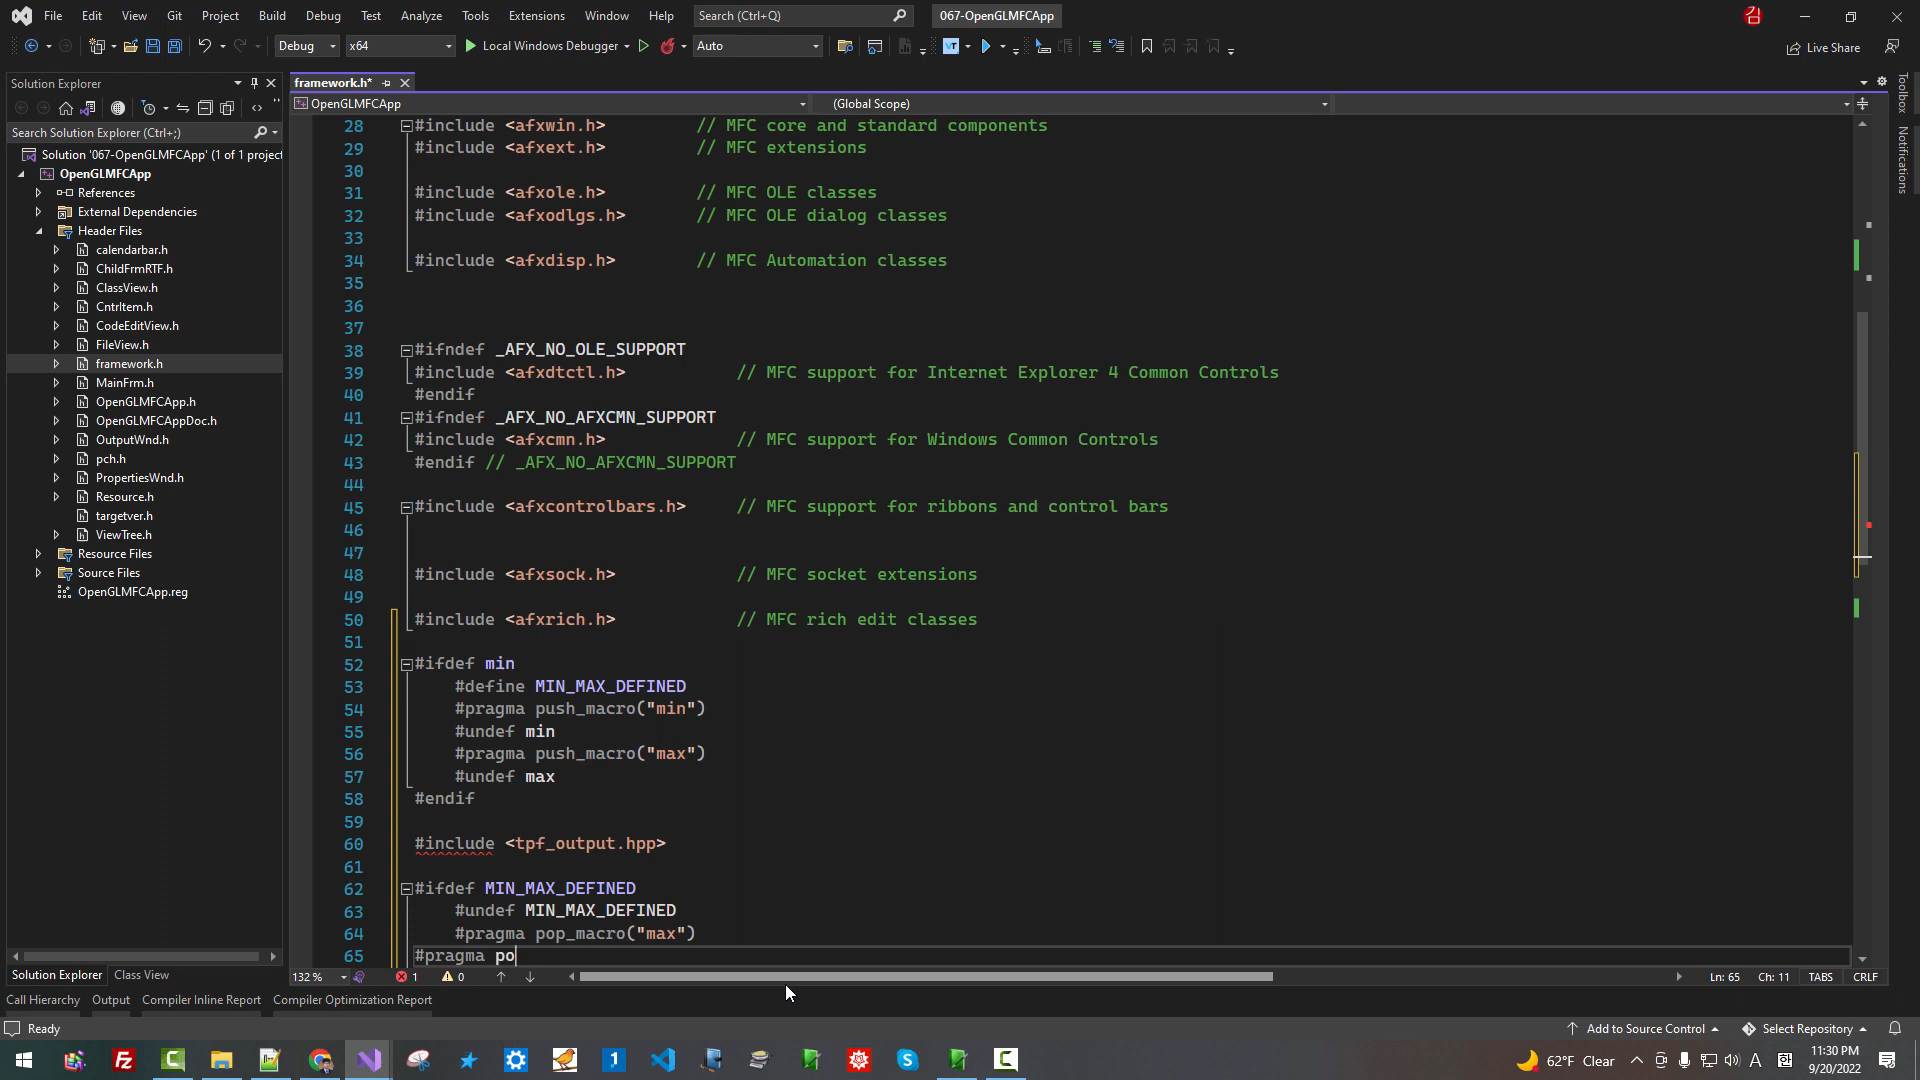 File Edit View Git Project Build Debug Test Analyze Tools Extensions Window Help Search (Ctrl+Q) 067-OpenGLMFCApp
Debug x64 Local Windows Debugger Auto Live Share
Solution Explorer
Search Solution Explorer (Ctrl+;)
Solution '067-OpenGLMFCApp' (1 of 1 project
OpenGLMFCApp
References
External Dependencies
Header Files
calendarbar.h
ChildFrmRTF.h
ClassView.h
CntrItem.h
CodeEditView.h
FileView.h
framework.h
MainFrm.h
OpenGLMFCApp.h
OpenGLMFCAppDoc.h
OutputWnd.h
pch.h
PropertiesWnd.h
Resource.h
targetver.h
ViewTree.h
Resource Files
Source Files
OpenGLMFCApp.reg
Solution Explorer Class View
framework.h*
OpenGLMFCApp (Global Scope)
28 #include <afxwin.h> // MFC core and standard components
29 #include <afxext.h> // MFC extensions
30
31 #include <afxole.h> // MFC OLE classes
32 #include <afxodlgs.h> // MFC OLE dialog classes
33
34 #include <afxdisp.h> // MFC Automation classes
35
36
37
38 #ifndef _AFX_NO_OLE_SUPPORT
39 #include <afxdtctl.h> // MFC support for Internet Explorer 4 Common Controls
40 #endif
41 #ifndef _AFX_NO_AFXCMN_SUPPORT
42 #include <afxcmn.h> // MFC support for Windows Common Controls
43 #endif // _AFX_NO_AFXCMN_SUPPORT
44
45 #include <afxcontrolbars.h> // MFC support for ribbons and control bars
46
47
48 #include <afxsock.h> // MFC socket extensions
49
50 #include <afxrich.h> // MFC rich edit classes
51
52 #ifdef min
53 #define MIN_MAX_DEFINED
54 #pragma push_macro("min")
55 #undef min
56 #pragma push_macro("max")
57 #undef max
58 #endif
59
60 #include <tpf_output.hpp>
61
62 #ifdef MIN_MAX_DEFINED
63 #undef MIN_MAX_DEFINED
64 #pragma pop_macro("max")
65 #pragma po
132 % 1 0 Ln: 65 Ch: 11 TABS CRLF
Toolbox
Notifications
Call Hierarchy Output Compiler Inline Report Compiler Optimization Report
Ready Add to Source Control Select Repository
62°F Clear A 11:30 PM
9/20/2022